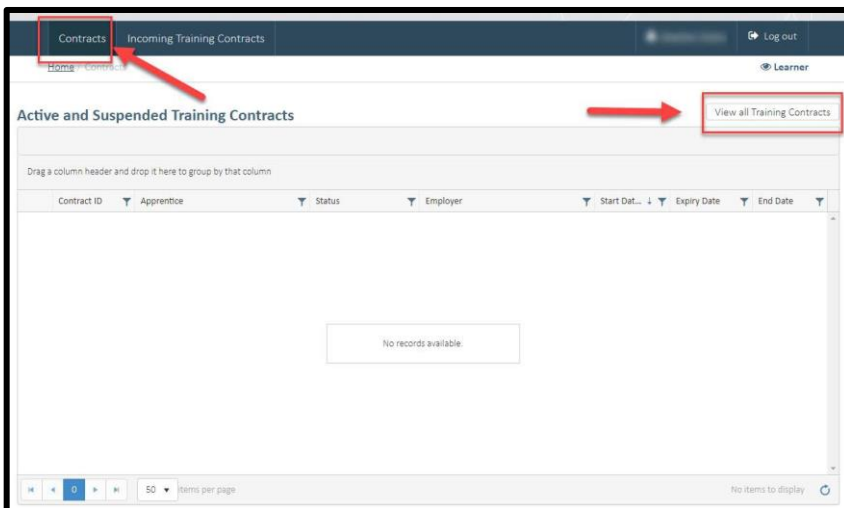 Contracts Incoming Training Contracts Log out
Home / Contracts Learner
Active and Suspended Training Contracts View all Training Contracts
Drag a column header and drop it here to group by that column
Contract ID Apprentice Status Employer Start Dat... ↓ Expiry Date End Date
No records available.
0 50 items per page No items to display